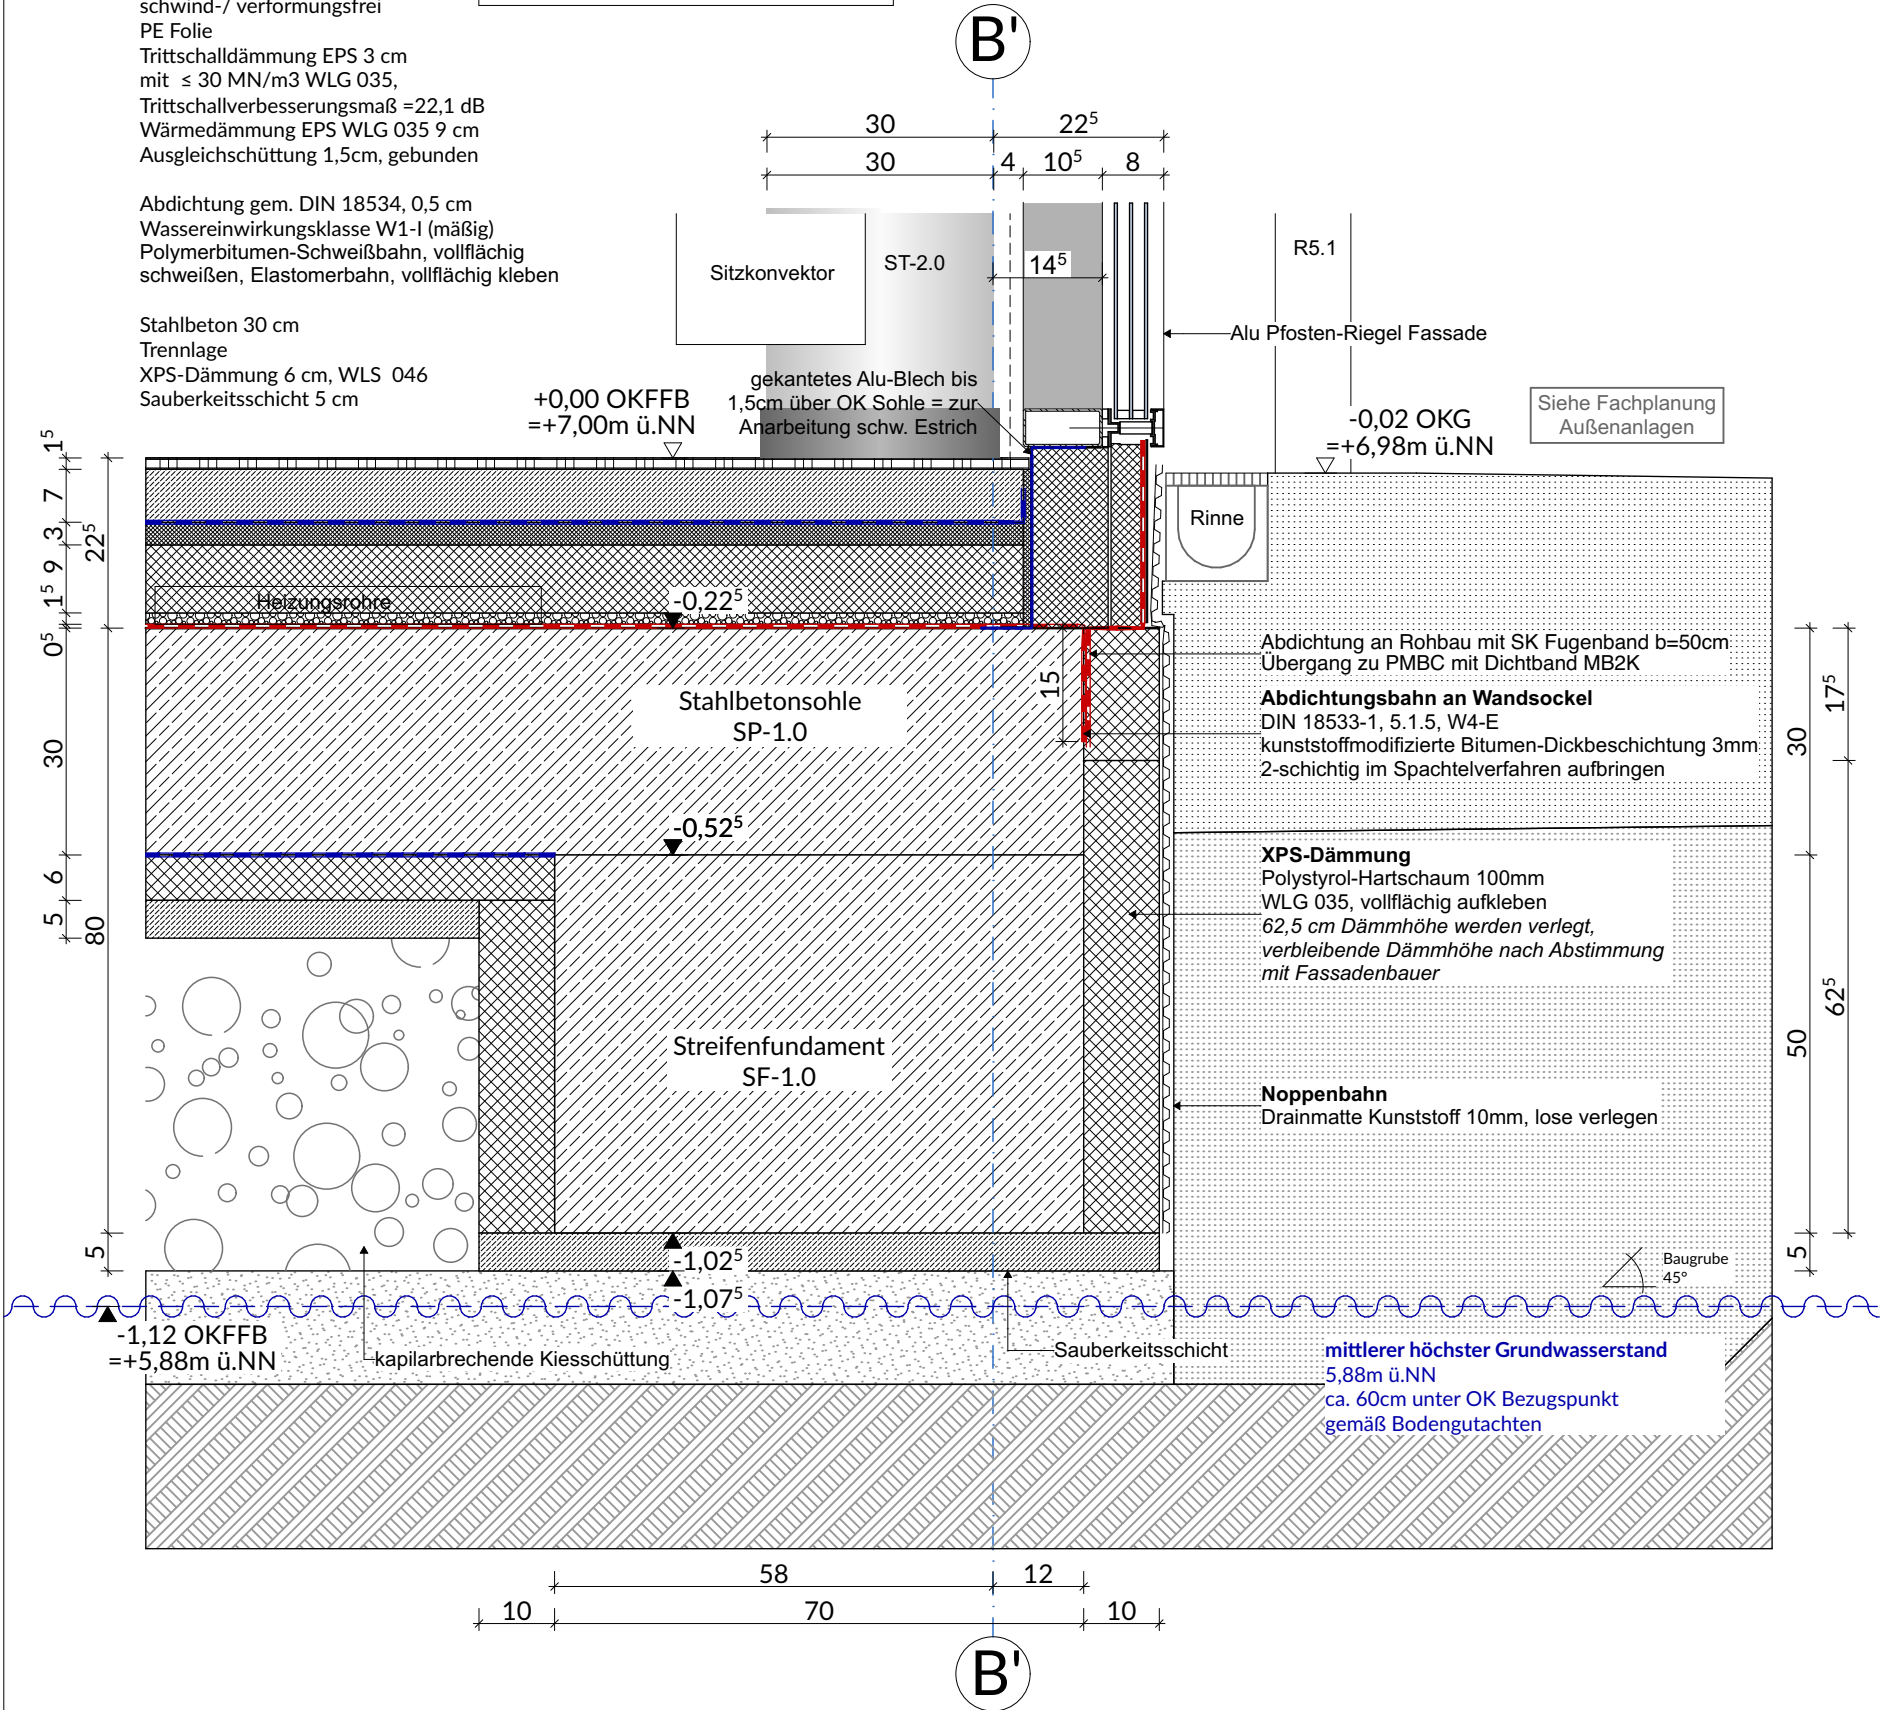 schwind-/ verformungsfrei
PE Folie
Trittschalldämmung EPS 3 cm
mit ≤ 30 MN/m3 WLG 035,
Trittschallverbesserungsmaß =22,1 dB
Wärmedämmung EPS WLG 035 9 cm
Ausgleichschüttung 1,5cm, gebunden
Abdichtung gem. DIN 18534, 0,5 cm
Wassereinwirkungsklasse W1-I (mäßig)
Polymerbitumen-Schweißbahn, vollflächig
schweißen, Elastomerbahn, vollflächig kleben
Stahlbeton 30 cm
Trennlage
XPS-Dämmung 6 cm, WLS 046
Sauberkeitsschicht 5 cm
B'
30 22⁵
30 4 10⁵ 8
Sitzkonvektor
ST-2.0
14⁵
R5.1
Alu Pfosten-Riegel Fassade
gekantetes Alu-Blech bis
1,5cm über OK Sohle = zur
Anarbeitung schw. Estrich
+0,00 OKFFB
=+7,00m ü.NN
-0,02 OKG
=+6,98m ü.NN
Siehe Fachplanung
Außenanlagen
1⁵
7
3
9
1⁵
0⁵
30
6
5
22⁵
80
5
Rinne
Heizungsrohre
-0,22⁵
15
Stahlbetonsohle
SP-1.0
Abdichtung an Rohbau mit SK Fugenband b=50cm
Übergang zu PMBC mit Dichtband MB2K
Abdichtungsbahn an Wandsockel
DIN 18533-1, 5.1.5, W4-E
kunststoffmodifizierte Bitumen-Dickbeschichtung 3mm
2-schichtig im Spachtelverfahren aufbringen
-0,52⁵
XPS-Dämmung
Polystyrol-Hartschaum 100mm
WLG 035, vollflächig aufkleben
62,5 cm Dämmhöhe werden verlegt,
verbleibende Dämmhöhe nach Abstimmung
mit Fassadenbauer
30
50
5
17⁵
62⁵
Streifenfundament
SF-1.0
Noppenbahn
Drainmatte Kunststoff 10mm, lose verlegen
-1,02⁵
-1,07⁵
Baugrube
45°
-1,12 OKFFB
=+5,88m ü.NN
kapilarbrechende Kiesschüttung
Sauberkeitsschicht
mittlerer höchster Grundwasserstand
5,88m ü.NN
ca. 60cm unter OK Bezugspunkt
gemäß Bodengutachten
58 12
10 70 10
B'